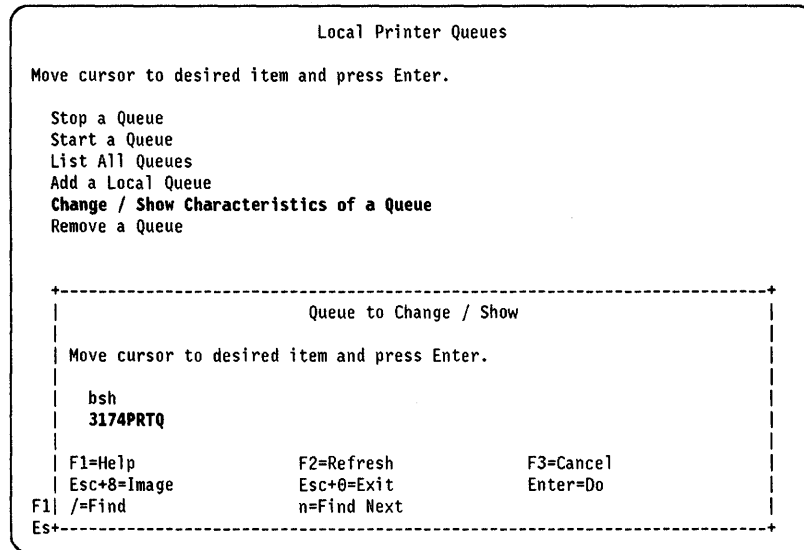 Local Printer Queues
Move cursor to desired item and press Enter.
Stop a Queue
Start a Queue
List All Queues
Add a Local Queue
Change / Show Characteristics of a Queue
Remove a Queue
+--------------------------------------------------------------------------+
| Queue to Change / Show |
| Move cursor to desired item and press Enter. |
| bsh |
| 3174PRTQ |
| F1=Help F2=Refresh F3=Cancel |
| Esc+8=Image Esc+0=Exit Enter=Do |
F1| /=Find n=Find Next |
Es+--------------------------------------------------------------------------+